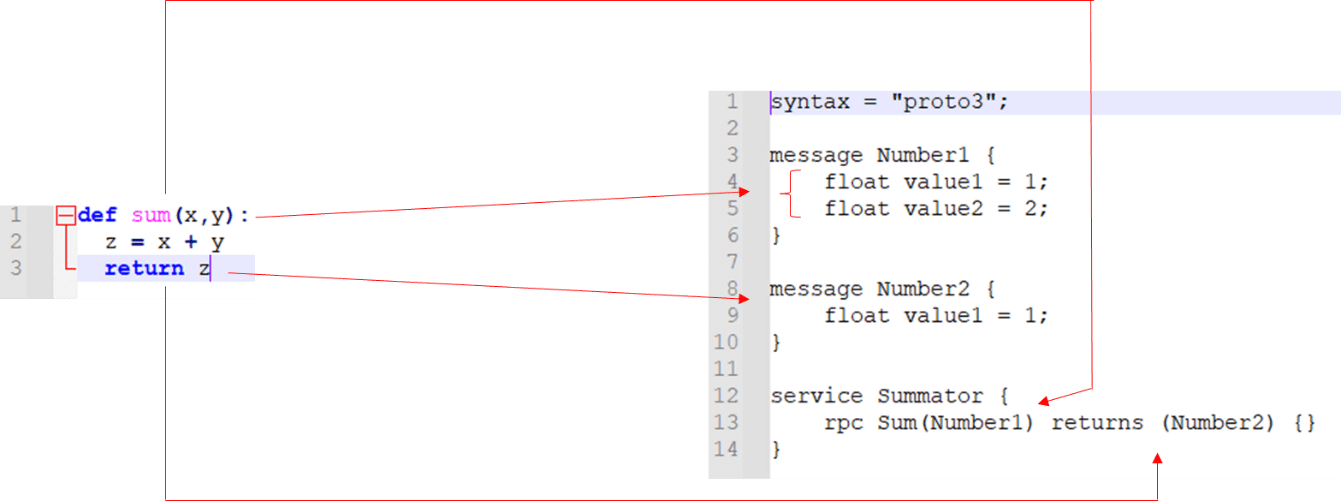 1 def sum(x,y):
2 z = x + y
3 return z
1 syntax = "proto3";
2
3 message Number1 {
4 float value1 = 1;
5 float value2 = 2;
6 }
7
8 message Number2 {
9 float value1 = 1;
10 }
11
12 service Summator {
13 rpc Sum(Number1) returns (Number2) {}
14 }